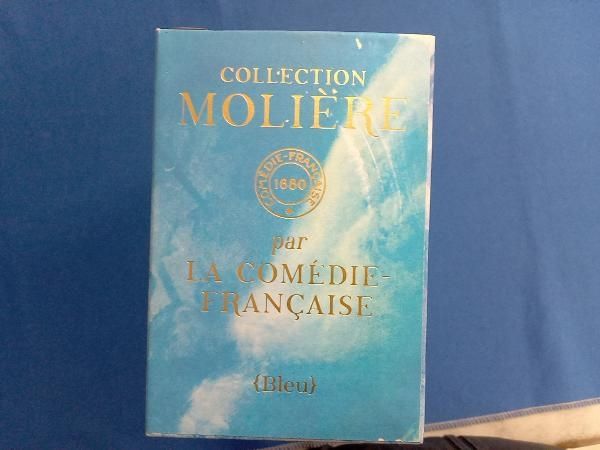 COLLECTION
MOLIÈRE
COMÉDIE-FRANÇAISE
1680
par
LA COMÉDIE-
FRANÇAISE
{Bleu}